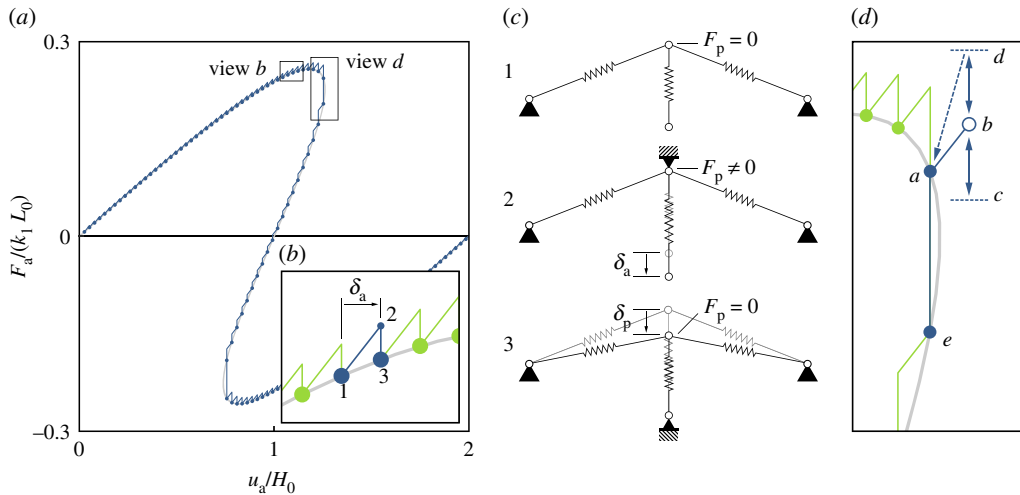 (a)
0.3
view b
view d
F_a/(k_1 L_0)
0
(b)
δ_a
2
1
3
−0.3
0
1
2
u_a/H_0
(c)
1
F_p = 0
2
F_p ≠ 0
δ_a
3
δ_p
F_p = 0
(d)
d
b
a
c
e